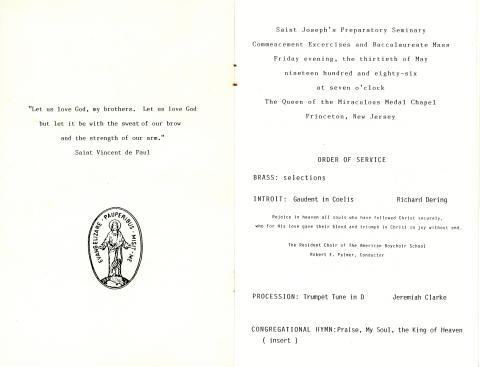 "Let us love God, my brothers. Let us love God
but let it be with the sweat of our brow
and the strength of our arm."
Saint Vincent de Paul
EVANGELIZARE · PAUPERIBUS · MISIT · ME
Saint Joseph's Preparatory Seminary
Commencement Excercises and Baccalaureate Mass
Friday evening, the thirtieth of May
nineteen hundred and eighty-six
at seven o'clock
The Queen of the Miraculous Medal Chapel
Princeton, New Jersey
ORDER OF SERVICE
BRASS: selections
INTROIT: Gaudent in Coelis Richard Dering
Rejoice in heaven all souls who have followed Christ securely,
who for His love gave their blood and triumph in Christ in joy without end.
The Resident Choir of The American Boychoir School
Robert E. Palmer, Conductor
PROCESSION: Trumpet Tune in D Jeremiah Clarke
CONGREGATIONAL HYMN:Praise, My Soul, the King of Heaven
( insert )